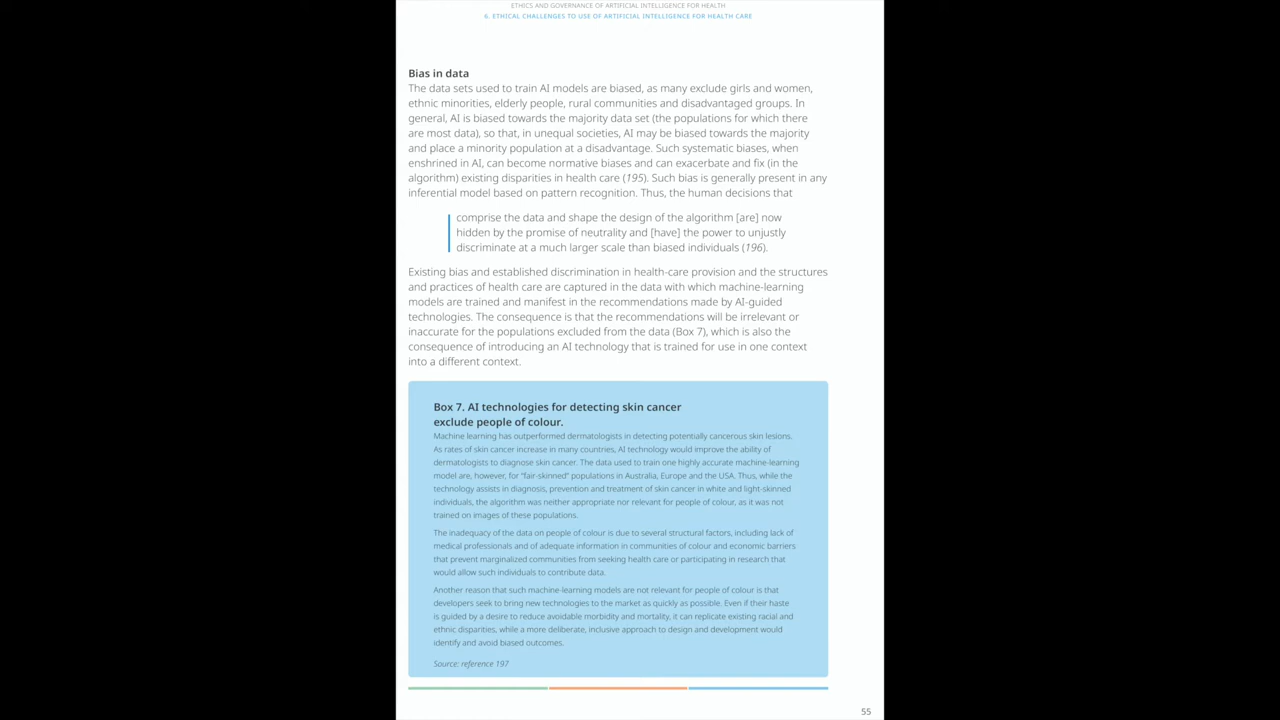 ETHICS AND GOVERNANCE OF ARTIFICIAL INTELLIGENCE FOR HEALTH
6. ETHICAL CHALLENGES TO USE OF ARTIFICIAL INTELLIGENCE FOR HEALTH CARE
Bias in data
The data sets used to train AI models are biased, as many exclude girls and women,
ethnic minorities, elderly people, rural communities and disadvantaged groups. In
general, AI is biased towards the majority data set (the populations for which there
are most data), so that, in unequal societies, AI may be biased towards the majority
and place a minority population at a disadvantage. Such systematic biases, when
enshrined in AI, can become normative biases and can exacerbate and fix (in the
algorithm) existing disparities in health care (195). Such bias is generally present in any
inferential model based on pattern recognition. Thus, the human decisions that
comprise the data and shape the design of the algorithm [are] now
hidden by the promise of neutrality and [have] the power to unjustly
discriminate at a much larger scale than biased individuals (196).
Existing bias and established discrimination in health-care provision and the structures
and practices of health care are captured in the data with which machine-learning
models are trained and manifest in the recommendations made by AI-guided
technologies. The consequence is that the recommendations will be irrelevant or
inaccurate for the populations excluded from the data (Box 7), which is also the
consequence of introducing an AI technology that is trained for use in one context
into a different context.
Box 7. AI technologies for detecting skin cancer
exclude people of colour.
Machine learning has outperformed dermatologists in detecting potentially cancerous skin lesions.
As rates of skin cancer increase in many countries, AI technology would improve the ability of
dermatologists to diagnose skin cancer. The data used to train one highly accurate machine-learning
model are, however, for "fair-skinned" populations in Australia, Europe and the USA. Thus, while the
technology assists in diagnosis, prevention and treatment of skin cancer in white and light-skinned
individuals, the algorithm was neither appropriate nor relevant for people of colour, as it was not
trained on images of these populations.
The inadequacy of the data on people of colour is due to several structural factors, including lack of
medical professionals and of adequate information in communities of colour and economic barriers
that prevent marginalized communities from seeking health care or participating in research that
would allow such individuals to contribute data.
Another reason that such machine-learning models are not relevant for people of colour is that
developers seek to bring new technologies to the market as quickly as possible. Even if their haste
is guided by a desire to reduce avoidable morbidity and mortality, it can replicate existing racial and
ethnic disparities, while a more deliberate, inclusive approach to design and development would
identify and avoid biased outcomes.
Source: reference 197
55